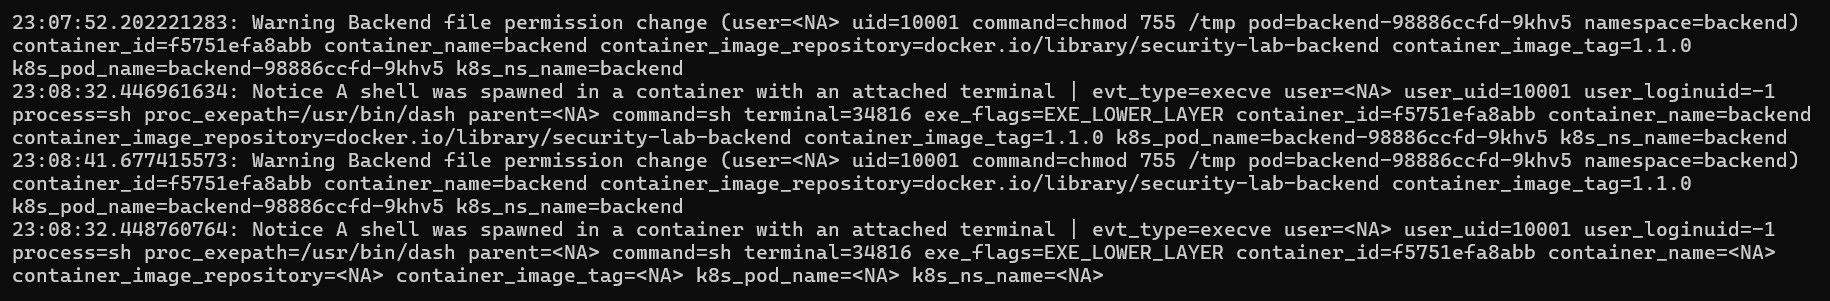 23:07:52.202221283: Warning Backend file permission change (user=<NA> uid=10001 command=chmod 755 /tmp pod=backend-98886ccfd-9khv5 namespace=backend)
container_id=f5751efa8abb container_name=backend container_image_repository=docker.io/library/security-lab-backend container_image_tag=1.1.0
k8s_pod_name=backend-98886ccfd-9khv5 k8s_ns_name=backend
23:08:32.446961634: Notice A shell was spawned in a container with an attached terminal | evt_type=execve user=<NA> user_uid=10001 user_loginuid=-1
process=sh proc_exepath=/usr/bin/dash parent=<NA> command=sh terminal=34816 exe_flags=EXE_LOWER_LAYER container_id=f5751efa8abb container_name=backend
container_image_repository=docker.io/library/security-lab-backend container_image_tag=1.1.0 k8s_pod_name=backend-98886ccfd-9khv5 k8s_ns_name=backend
23:08:41.677415573: Warning Backend file permission change (user=<NA> uid=10001 command=chmod 755 /tmp pod=backend-98886ccfd-9khv5 namespace=backend)
container_id=f5751efa8abb container_name=backend container_image_repository=docker.io/library/security-lab-backend container_image_tag=1.1.0
k8s_pod_name=backend-98886ccfd-9khv5 k8s_ns_name=backend
23:08:32.448760764: Notice A shell was spawned in a container with an attached terminal | evt_type=execve user=<NA> user_uid=10001 user_loginuid=-1
process=sh proc_exepath=/usr/bin/dash parent=<NA> command=sh terminal=34816 exe_flags=EXE_LOWER_LAYER container_id=f5751efa8abb container_name=<NA>
container_image_repository=<NA> container_image_tag=<NA> k8s_pod_name=<NA> k8s_ns_name=<NA>